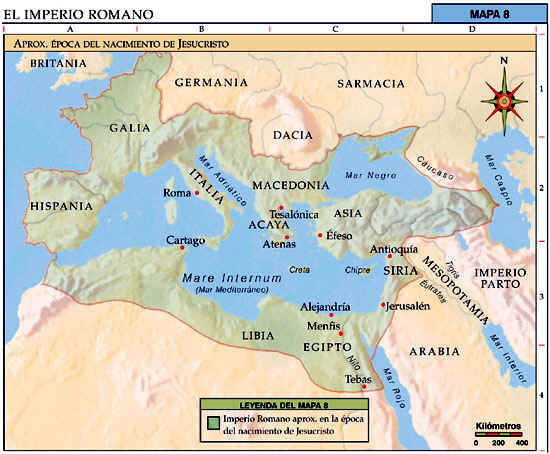 EL IMPERIO ROMANO
MAPA 8
A
B
C
D
APROX. ÉPOCA DEL NACIMIENTO DE JESUCRISTO
BRITANIA
GERMANIA
SARMACIA
N
1
GALIA
DACIA
Cáucaso
Mar Caspio
Mar Adriático
Mar Negro
2
ITALIA
MACEDONIA
Roma
HISPANIA
Tesalónica
ASIA
ACAYA
Atenas
Éfeso
Cartago
Antioquía
Mare Internum
(Mar Mediterráneo)
Creta
Chipre
SIRIA
MESOPOTAMIA
Tigris
Éufrates
IMPERIO
PARTO
3
Alejandría
Jerusalén
Menfis
LIBIA
EGIPTO
ARABIA
Mar Inferior
Nilo
Tebas
Mar Rojo
4
LEYENDA DEL MAPA 8
Imperio Romano aprox. en la época
del nacimiento de Jesucristo
Kilómetros
0 200 400